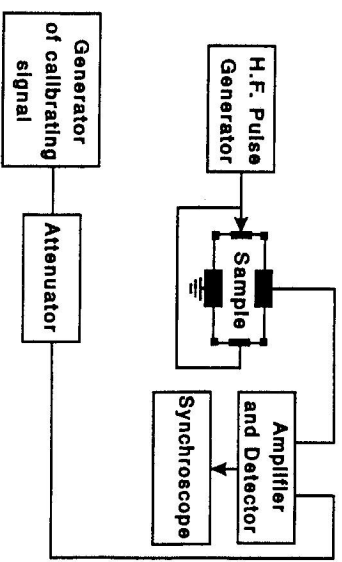 H.F. Pulse
Generator
Sample
Amplifier
and Detector
Synchroscope
Generator
of calibrating
signal
Attenuator